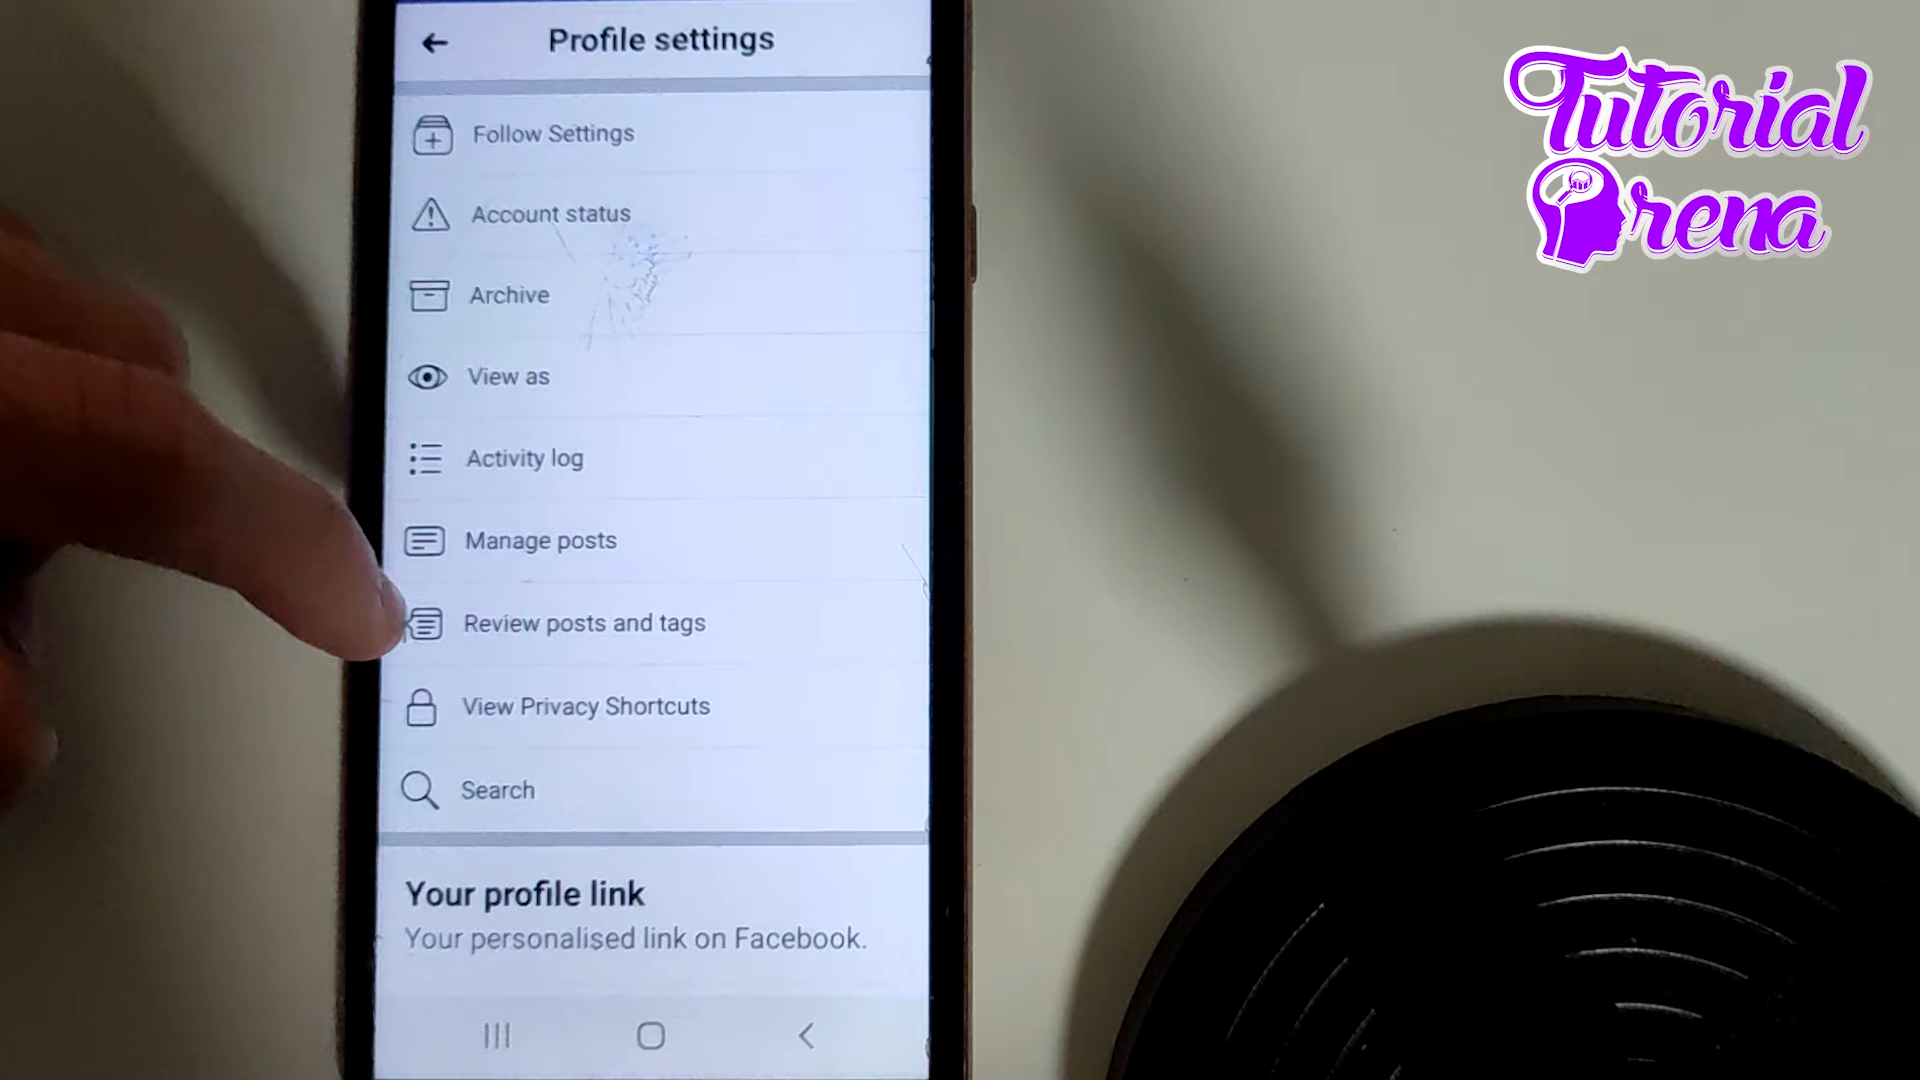 Profile settings
Follow Settings
Account status
Archive
View as
Activity log
Manage posts
Review posts and tags
View Privacy Shortcuts
Search
Your profile link
Your personalised link on Facebook.
Tutorial
Arena